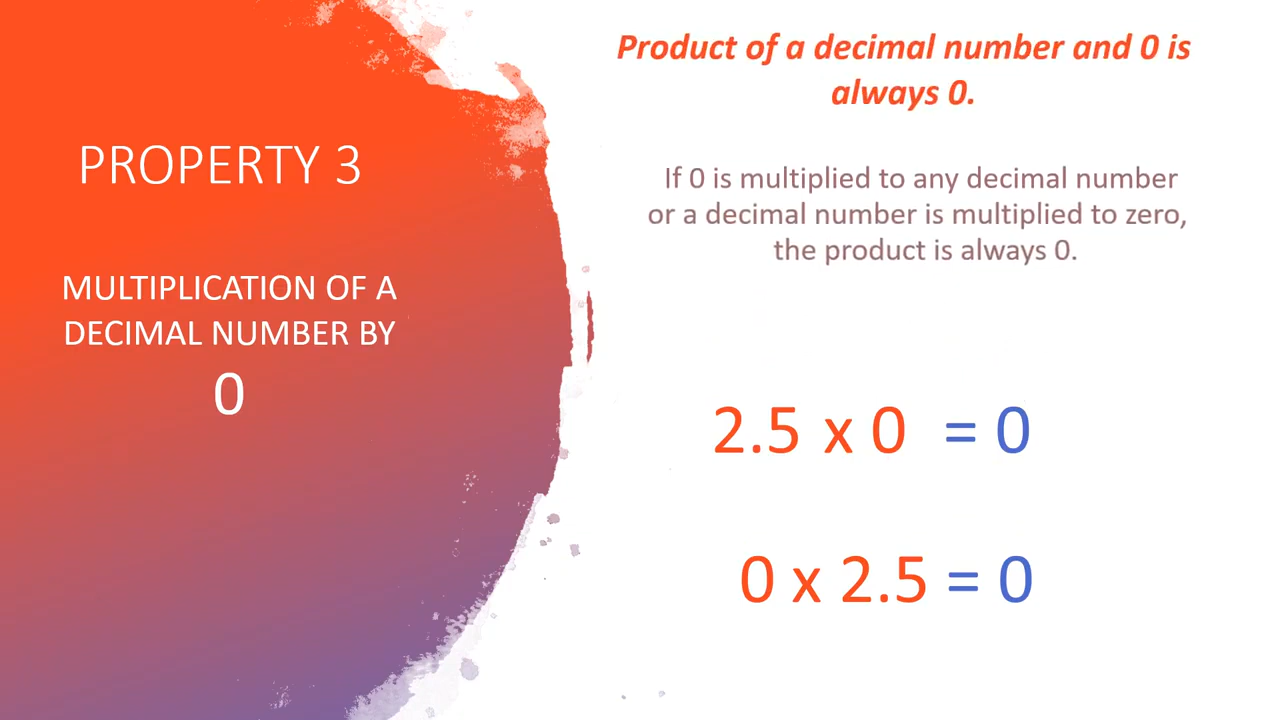 PROPERTY 3
MULTIPLICATION OF A
DECIMAL NUMBER BY
0
Product of a decimal number and 0 is
always 0.
If 0 is multiplied to any decimal number
or a decimal number is multiplied to zero,
the product is always 0.
2.5 x 0 = 0
0 x 2.5 = 0